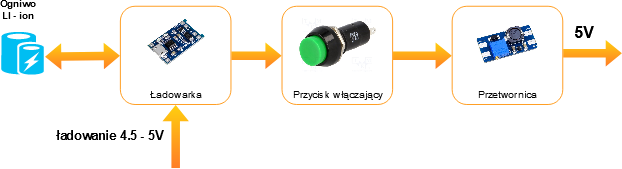 Ogniwo
LI - ion
5V
Ładowarka
Przycisk włączający
Przetwornica
ładowanie 4.5 - 5V